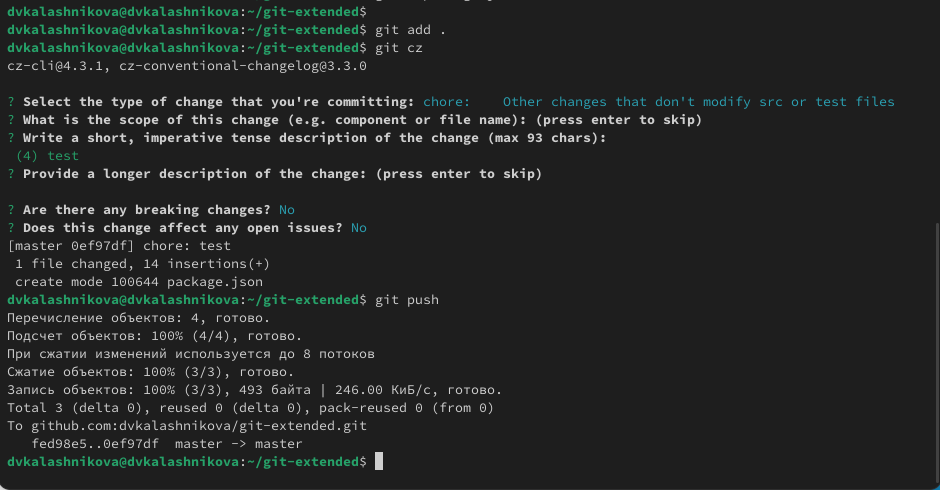 dvkalashnikova@dvkalashnikova:~/git-extended$
dvkalashnikova@dvkalashnikova:~/git-extended$ git add .
dvkalashnikova@dvkalashnikova:~/git-extended$ git cz
cz-cli@4.3.1, cz-conventional-changelog@3.3.0
? Select the type of change that you're committing: chore:    Other changes that don't modify src or test files
? What is the scope of this change (e.g. component or file name): (press enter to skip)
? Write a short, imperative tense description of the change (max 93 chars):
(4) test
? Provide a longer description of the change: (press enter to skip)
? Are there any breaking changes? No
? Does this change affect any open issues? No
[master 0ef97df] chore: test
1 file changed, 14 insertions(+)
create mode 100644 package.json
dvkalashnikova@dvkalashnikova:~/git-extended$ git push
Перечисление объектов: 4, готово.
Подсчет объектов: 100% (4/4), готово.
При сжатии изменений используется до 8 потоков
Сжатие объектов: 100% (3/3), готово.
Запись объектов: 100% (3/3), 493 байта | 246.00 КиБ/с, готово.
Total 3 (delta 0), reused 0 (delta 0), pack-reused 0 (from 0)
To github.com:dvkalashnikova/git-extended.git
fed98e5..0ef97df  master -> master
dvkalashnikova@dvkalashnikova:~/git-extended$